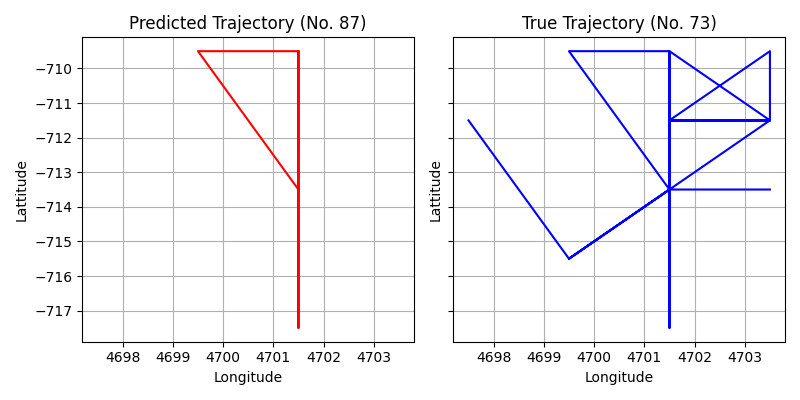 Predicted Trajectory (No. 87)
True Trajectory (No. 73)
−710
−711
−712
−713
−714
−715
−716
−717
Lattitude
Lattitude
4698 4699 4700 4701 4702 4703
4698 4699 4700 4701 4702 4703
Longitude
Longitude